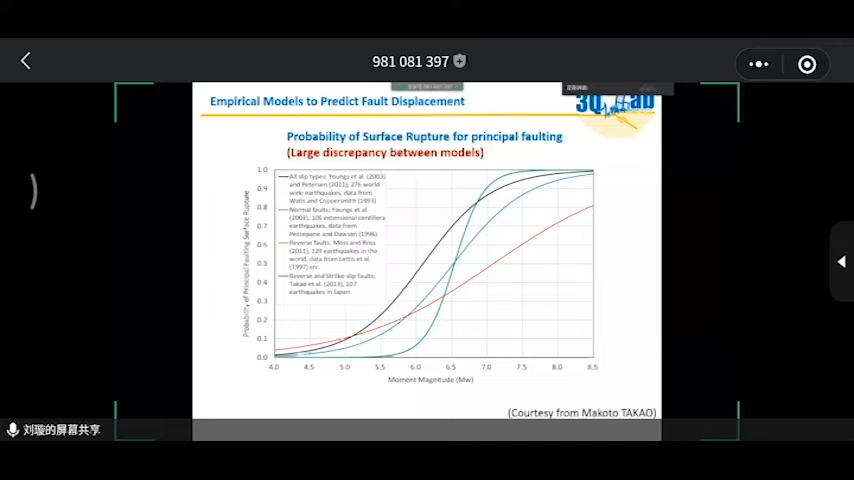 981 081 397
Empirical Models to Predict Fault Displacement
Probability of Surface Rupture for principal faulting
(Large discrepancy between models)
Probability of Principal Faulting Surface Rupture
1.0
0.9
0.8
0.7
0.6
0.5
0.4
0.3
0.2
0.1
0.0
All slip types; Youngs et al. (2003)
and Petersen (2011), 276 world
wide earthquakes, data from
Wells and Coppersmith (1993)
Normal faults; Youngs et al.
(2003), 105 extensional cordillera
earthquakes, data from
Pezzopane and Dawson (1996)
Reverse faults; Moss and Ross
(2011), 129 earthquakes in the
world, data from Lettis et al.
(1997) etc.
Reverse and Strilke-slip faults;
Takao et al. (2013), 107
earthquakes in Japan
4.0 4.5 5.0 5.5 6.0 6.5 7.0 7.5 8.0 8.5
Moment Magnitude (Mw)
(Courtesy from Makoto TAKAO)
刘璇的屏幕共享